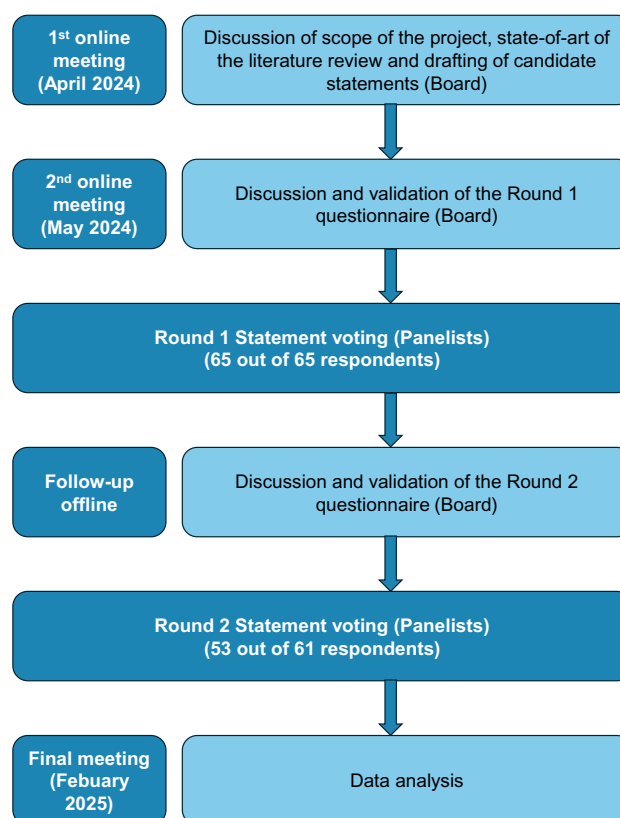 1st online
meeting
(April 2024)
Discussion of scope of the project, state-of-art of
the literature review and drafting of candidate
statements (Board)
2nd online
meeting
(May 2024)
Discussion and validation of the Round 1
questionnaire (Board)
Round 1 Statement voting (Panelists)
(65 out of 65 respondents)
Follow-up
offline
Discussion and validation of the Round 2
questionnaire (Board)
Round 2 Statement voting (Panelists)
(53 out of 61 respondents)
Final meeting
(Febuary
2025)
Data analysis